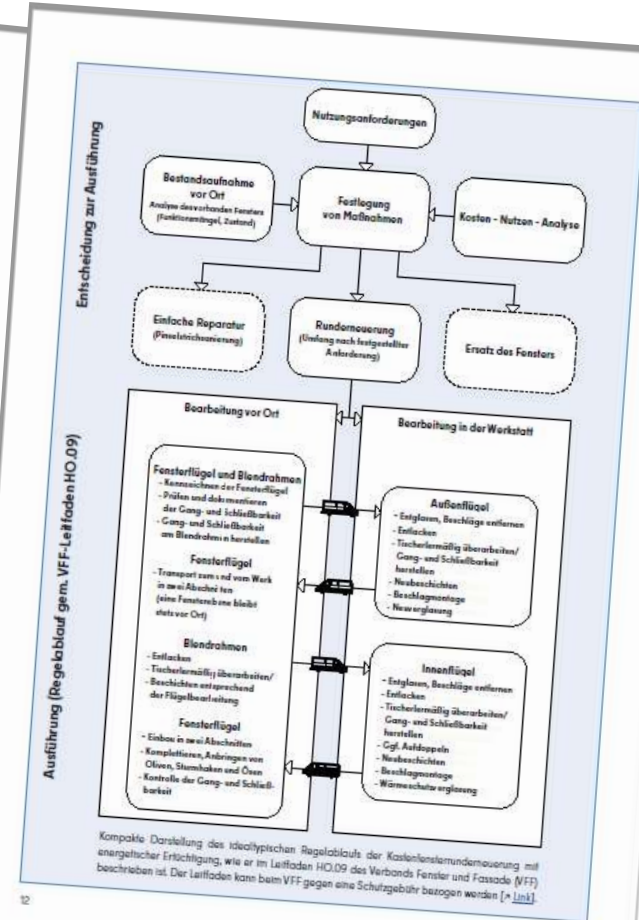 Entscheidung zur Ausführung
Nutzungsanforderungen
Bestandsaufnahme
vor Ort
Analyse des vorhanden Fensters
(Funktionsmängel, Zustand)
Festlegung
von Maßnahmen
Kosten - Nutzen - Analyse
Einfache Reparatur
(Pinselstrichsanierung)
Runderneuerung
(Umfang nach festgestellter
Anforderung)
Ersatz des Fensters
Ausführung (Regelablauf gem. VFF-Leitfaden HO.09)
Bearbeitung vor Ort
Fensterflügel und Blendrahmen
- Kennzeichnen der Fensterflügel
- Prüfen und dokumentieren
der Gang- und Schließbarkeit
- Gang- und Schließbarkeit
am Blendrahmen herstellen
Fensterflügel
- Transport zum und vom Werk
in zwei Abschnitten
(eine Fensterebene bleibt
stets vor Ort)
Blendrahmen
- Entlacken
- Tischlermäßig überarbeiten/
- Beschichten entsprechend
der Flügelbearbeitung
Fensterflügel
- Einbau in zwei Abschnitten
- Komplettieren, Anbringen von
Oliven, Sturmhaken und Ösen
- Kontrolle der Gang- und Schließ-
barkeit
Bearbeitung in der Werkstatt
Außenflügel
- Entglasen, Beschläge entfernen
- Entlacken
- Tischlermäßig überarbeiten/
Gang- und Schließbarkeit
herstellen
- Neubeschichten
- Beschlagmontage
- Neuverglasung
Innenflügel
- Entglasen, Beschläge entfernen
- Entlacken
- Tischlermäßig überarbeiten/
Gang- und Schließbarkeit
herstellen
- Ggf. Aufdoppeln
- Neubeschichten
- Beschlagmontage
- Wärmeschutzverglasung
Kompakte Darstellung des idealtypischen Regelablaufs der Kastenfensterrunderneuerung mit
energetischer Ertüchtigung, wie er im Leitfaden HO.09 des Verbands Fenster und Fassade (VFF)
beschrieben ist. Der Leitfaden kann beim VFF gegen eine Schutzgebühr bezogen werden [↗ Link].
12